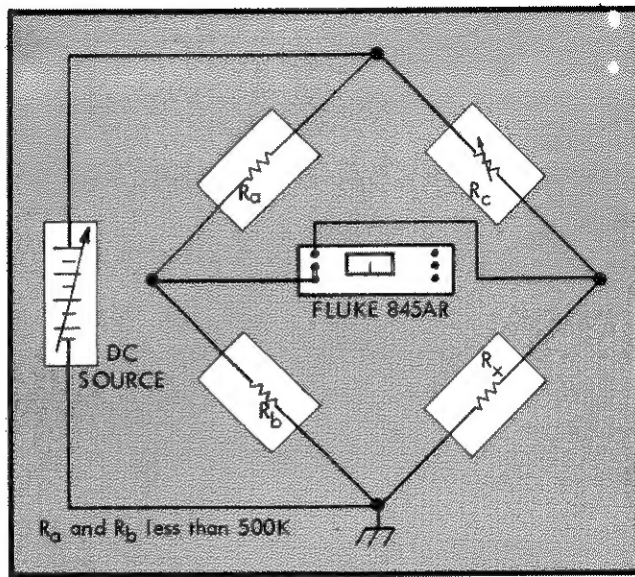 Ra
Rc
FLUKE 845AR
DC
SOURCE
Rb
Rx
Ra and Rb less than 500K